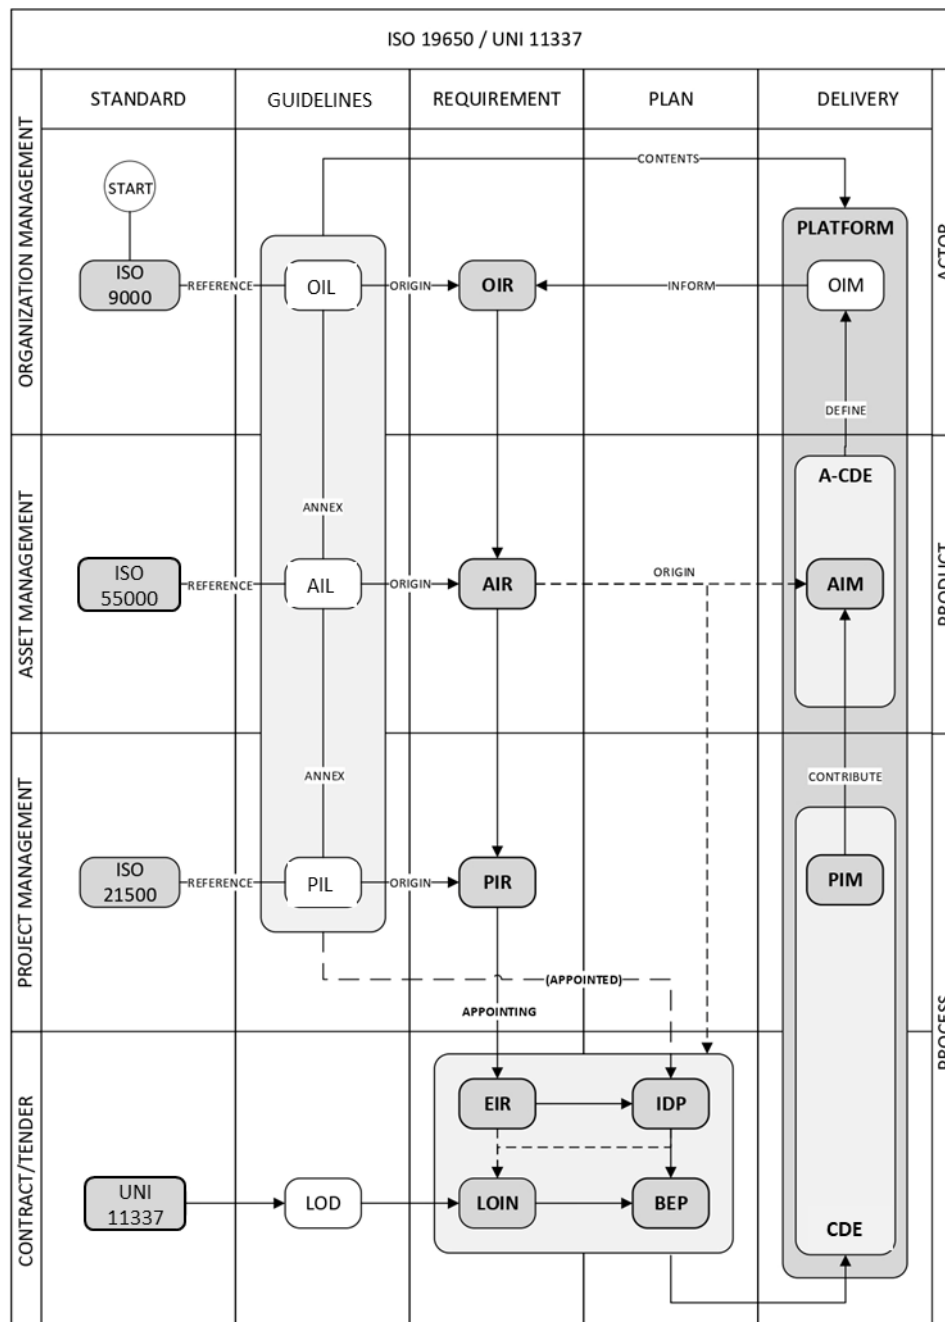 ISO 19650 / UNI 11337
STANDARD
GUIDELINES
REQUIREMENT
PLAN
DELIVERY
ORGANIZATION MANAGEMENT
START
CONTENTS
PLATFORM
ACTOR
ISO
9000
REFERENCE
OIL
ORIGIN
OIR
INFORM
OIM
DEFINE
ASSET MANAGEMENT
ANNEX
A-CDE
PRODUCT
ISO
55000
REFERENCE
AIL
ORIGIN
AIR
ORIGIN
AIM
PROJECT MANAGEMENT
ANNEX
CONTRIBUTE
ISO
21500
REFERENCE
PIL
ORIGIN
PIR
PIM
(APPOINTED)
APPOINTING
PROCESS
CONTRACT/TENDER
EIR
IDP
UNI
11337
LOD
LOIN
BEP
CDE